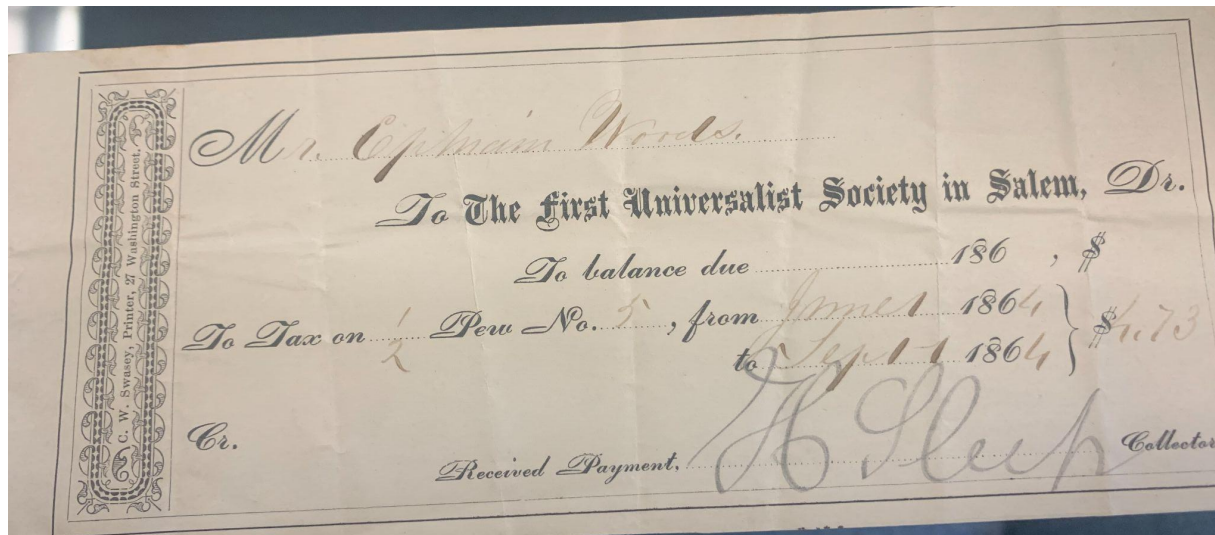 C. W. Swasey, Printer, 27 Washington Street.
Mr. Ephraim Woods.
To The First Universalist Society in Salem, Dr.
To balance due 186 , $
To Tax on 1/2 Pew No. 5, from June 1 1864
to Sept 1 1864 } $4.73
Cr.
Received Payment. H Collector